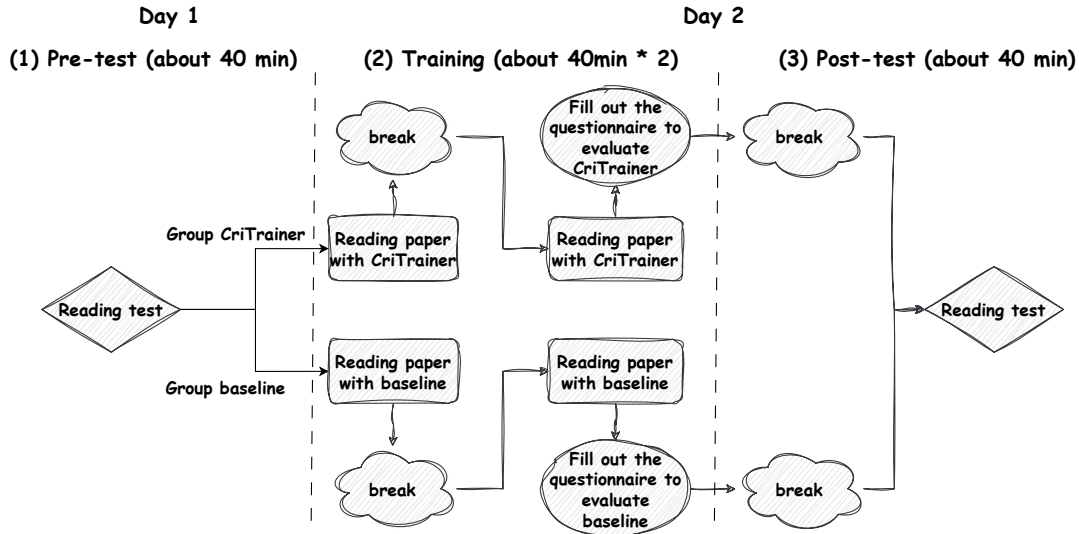 Day 1
Day 2
(1) Pre-test (about 40 min)
(2) Training (about 40min * 2)
(3) Post-test (about 40 min)
break
Fill out the
questionnaire to
evaluate
CriTrainer
break
Group CriTrainer
Reading paper
with CriTrainer
Reading paper
with CriTrainer
Reading test
Reading test
Group baseline
Reading paper
with baseline
Reading paper
with baseline
break
Fill out the
questionnaire to
evaluate
baseline
break